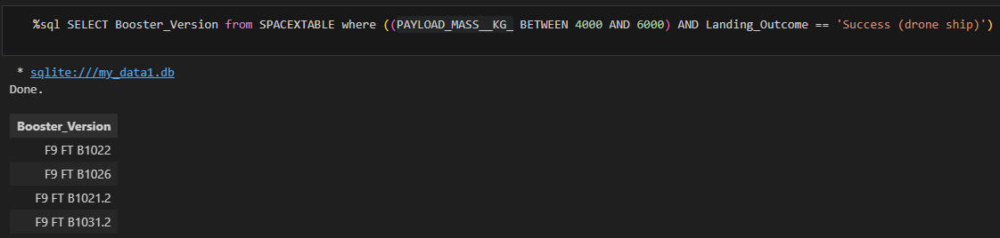 %sql SELECT Booster_Version from SPACEXTABLE where ((PAYLOAD_MASS__KG_ BETWEEN 4000 AND 6000) AND Landing_Outcome == 'Success (drone ship)')
* sqlite:///my_data1.db
Done.
Booster_Version
F9 FT B1022
F9 FT B1026
F9 FT B1021.2
F9 FT B1031.2